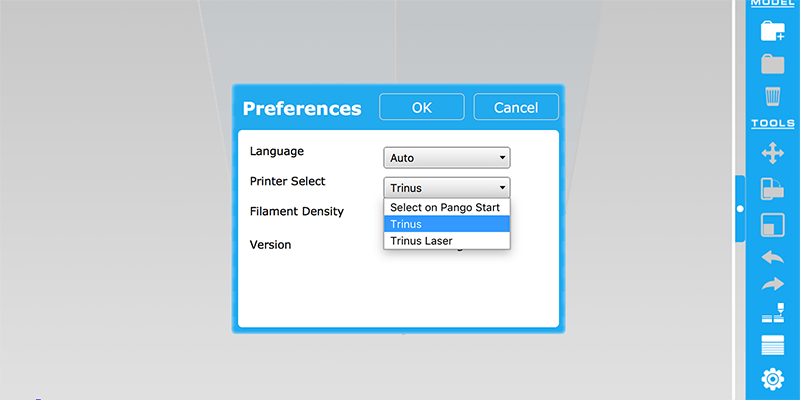 MODEL
Preferences OK Cancel
Language Auto
Printer Select Trinus
Select on Pango Start
Filament Density
Trinus
Trinus Laser
Version
TOOLS